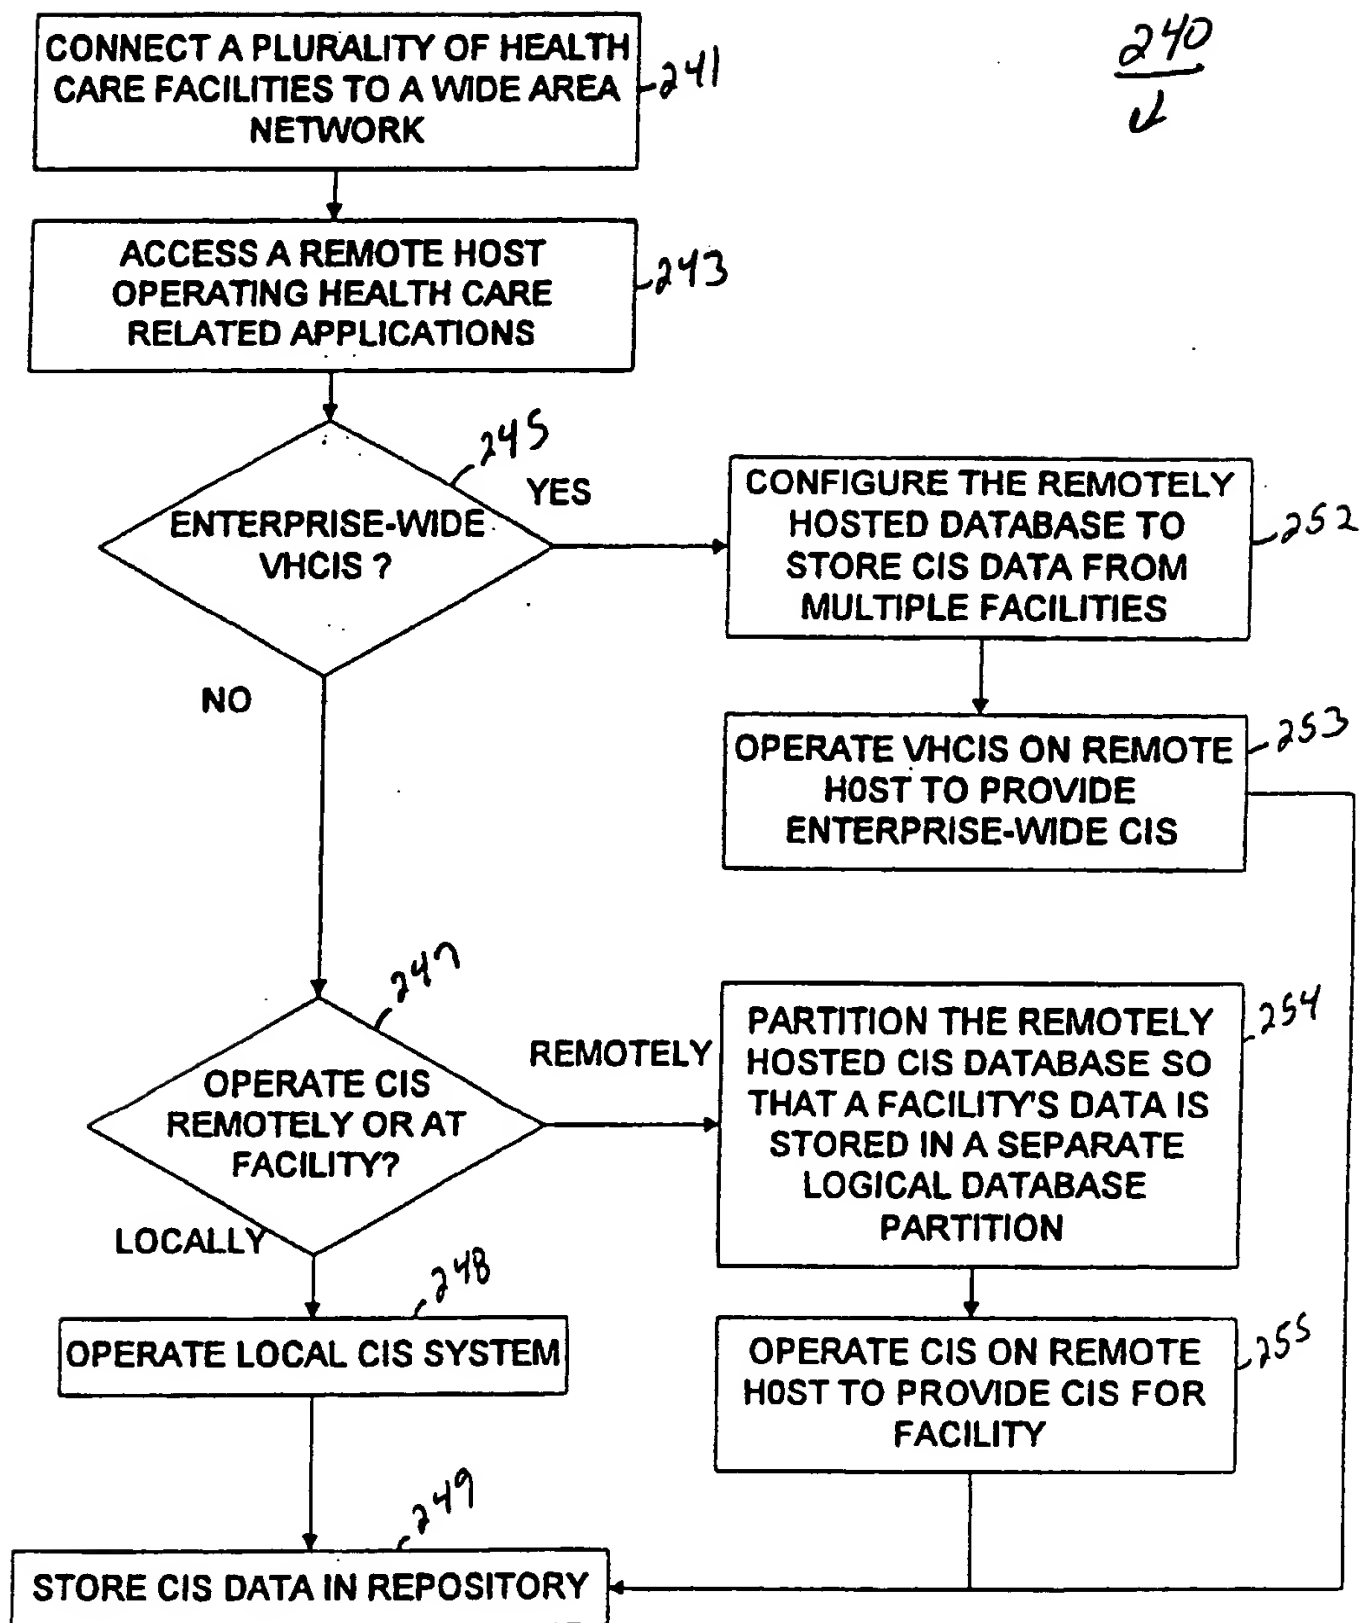 240
CONNECT A PLURALITY OF HEALTH
CARE FACILITIES TO A WIDE AREA
NETWORK
241
ACCESS A REMOTE HOST
OPERATING HEALTH CARE
RELATED APPLICATIONS
243
245
ENTERPRISE-WIDE
VHCIS ?
YES
NO
CONFIGURE THE REMOTELY
HOSTED DATABASE TO
STORE CIS DATA FROM
MULTIPLE FACILITIES
252
OPERATE VHCIS ON REMOTE
HOST TO PROVIDE
ENTERPRISE-WIDE CIS
253
247
OPERATE CIS
REMOTELY OR AT
FACILITY?
REMOTELY
LOCALLY
PARTITION THE REMOTELY
HOSTED CIS DATABASE SO
THAT A FACILITY'S DATA IS
STORED IN A SEPARATE
LOGICAL DATABASE
PARTITION
254
248
OPERATE LOCAL CIS SYSTEM
OPERATE CIS ON REMOTE
HOST TO PROVIDE CIS FOR
FACILITY
255
249
STORE CIS DATA IN REPOSITORY